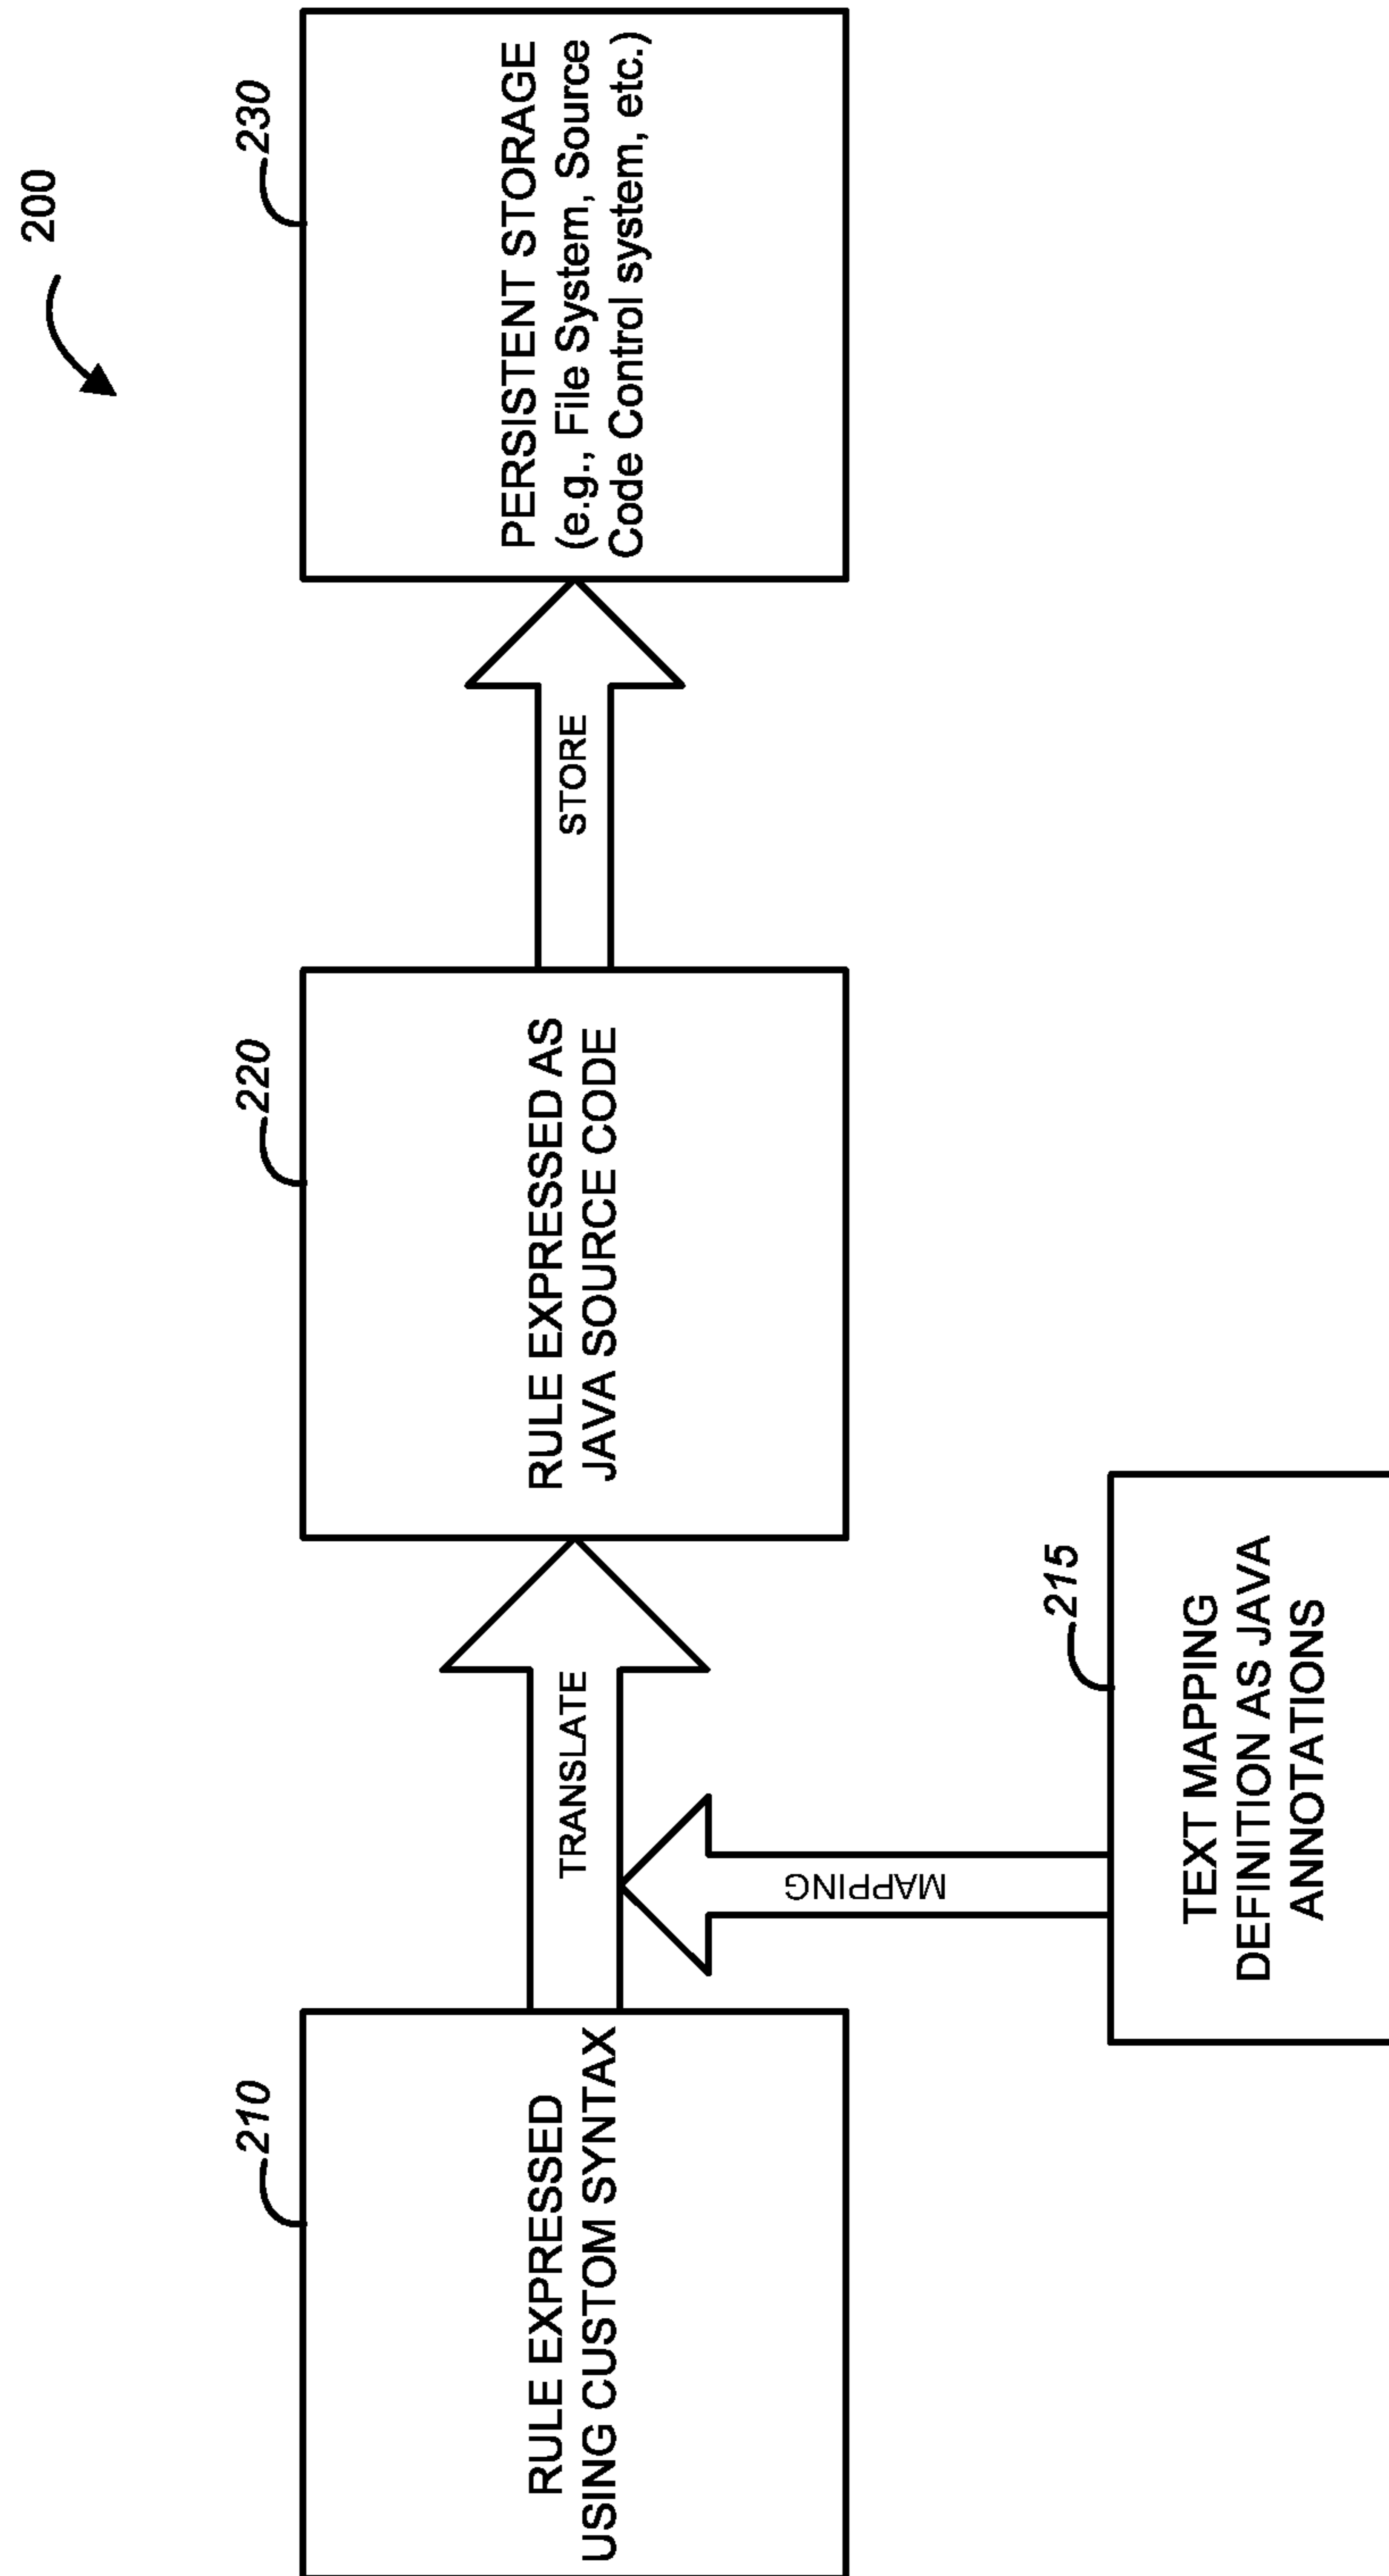 200
210
RULE EXPRESSED
USING CUSTOM SYNTAX
TRANSLATE
220
RULE EXPRESSED AS
JAVA SOURCE CODE
STORE
230
PERSISTENT STORAGE
(e.g., File System, Source
Code Control system, etc.)
MAPPING
215
TEXT MAPPING
DEFINITION AS JAVA
ANNOTATIONS